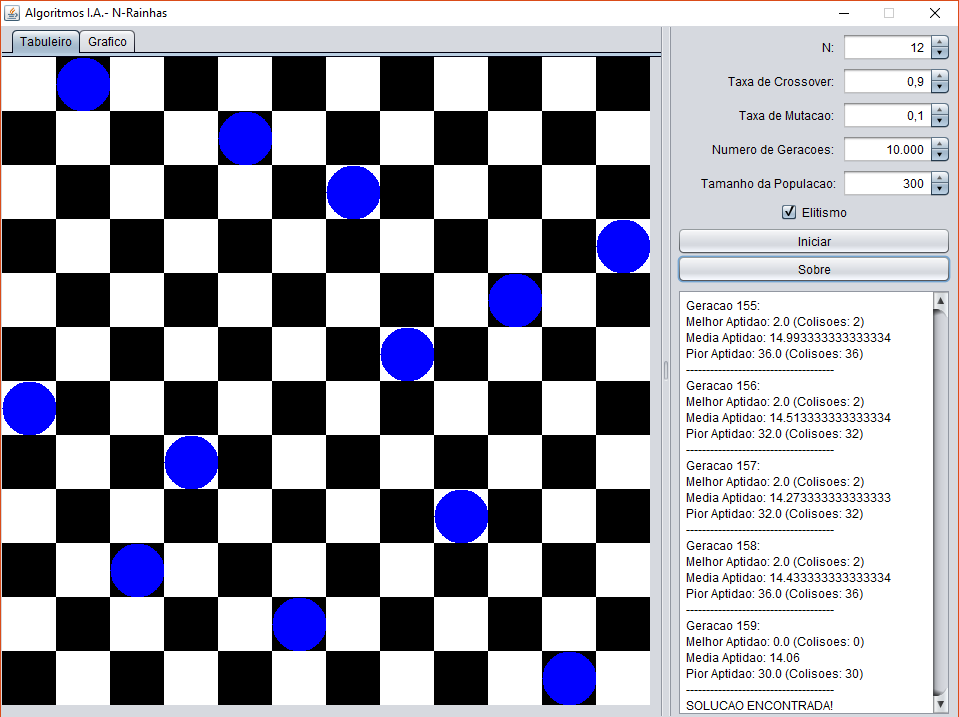 Algoritmos I.A.- N-Rainhas
Tabuleiro
Grafico
N: 12
Taxa de Crossover: 0,9
Taxa de Mutacao: 0,1
Numero de Geracoes: 10.000
Tamanho da Populacao: 300
Elitismo
Iniciar
Sobre
Geracao 155:
Melhor Aptidao: 2.0 (Colisoes: 2)
Media Aptidao: 14.993333333333334
Pior Aptidao: 36.0 (Colisoes: 36)
-------------------------------------
Geracao 156:
Melhor Aptidao: 2.0 (Colisoes: 2)
Media Aptidao: 14.513333333333334
Pior Aptidao: 32.0 (Colisoes: 32)
-------------------------------------
Geracao 157:
Melhor Aptidao: 2.0 (Colisoes: 2)
Media Aptidao: 14.273333333333333
Pior Aptidao: 32.0 (Colisoes: 32)
-------------------------------------
Geracao 158:
Melhor Aptidao: 2.0 (Colisoes: 2)
Media Aptidao: 14.433333333333334
Pior Aptidao: 36.0 (Colisoes: 36)
-------------------------------------
Geracao 159:
Melhor Aptidao: 0.0 (Colisoes: 0)
Media Aptidao: 14.06
Pior Aptidao: 30.0 (Colisoes: 30)
-------------------------------------
SOLUCAO ENCONTRADA!